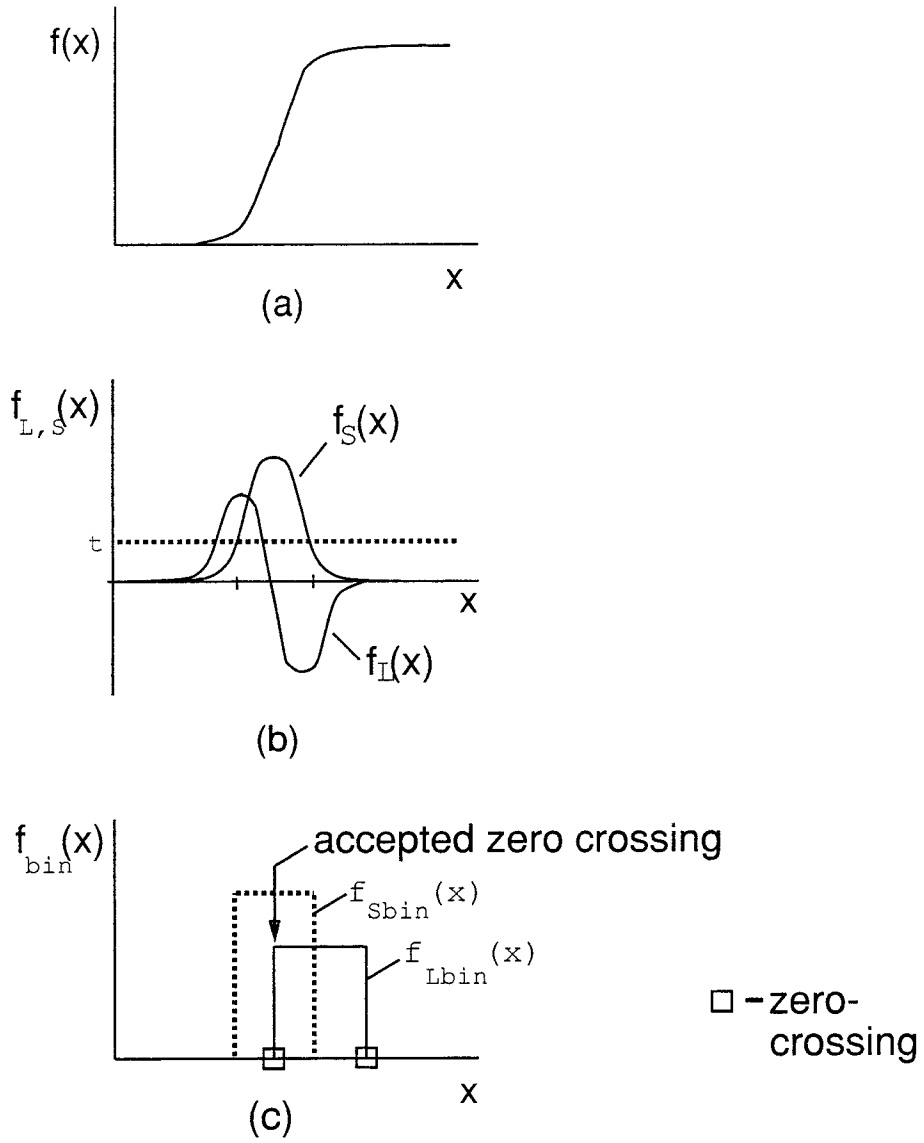 f(x)
x
(a)
f_L,S(x)
f_S(x)
t
x
f_L(x)
(b)
f_bin(x)
accepted zero crossing
f_Sbin(x)
f_Lbin(x)
□ - zero-
crossing
x
(c)